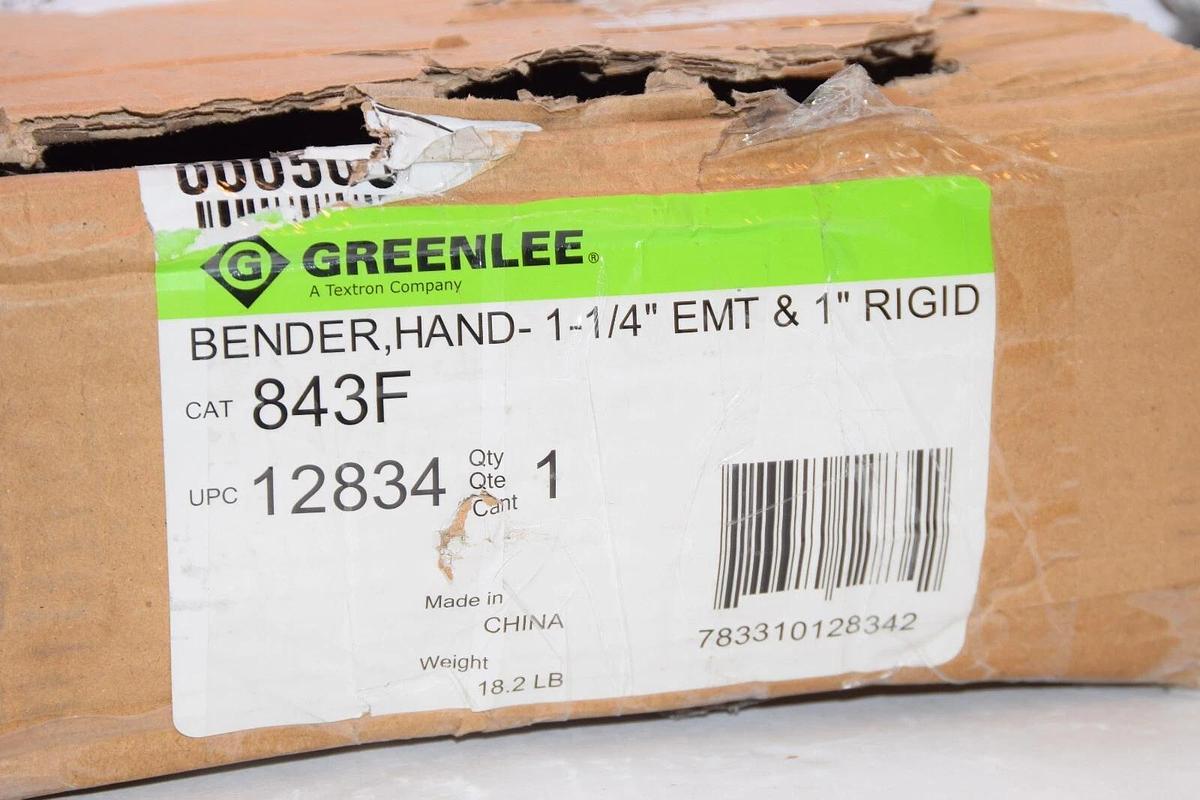 G GREENLEE®
A Textron Company
BENDER,HAND- 1-1/4" EMT & 1" RIGID
CAT 843F
UPC 12834 Qty Qte Cant 1
Made in
CHINA
Weight
18.2 LB
783310128342